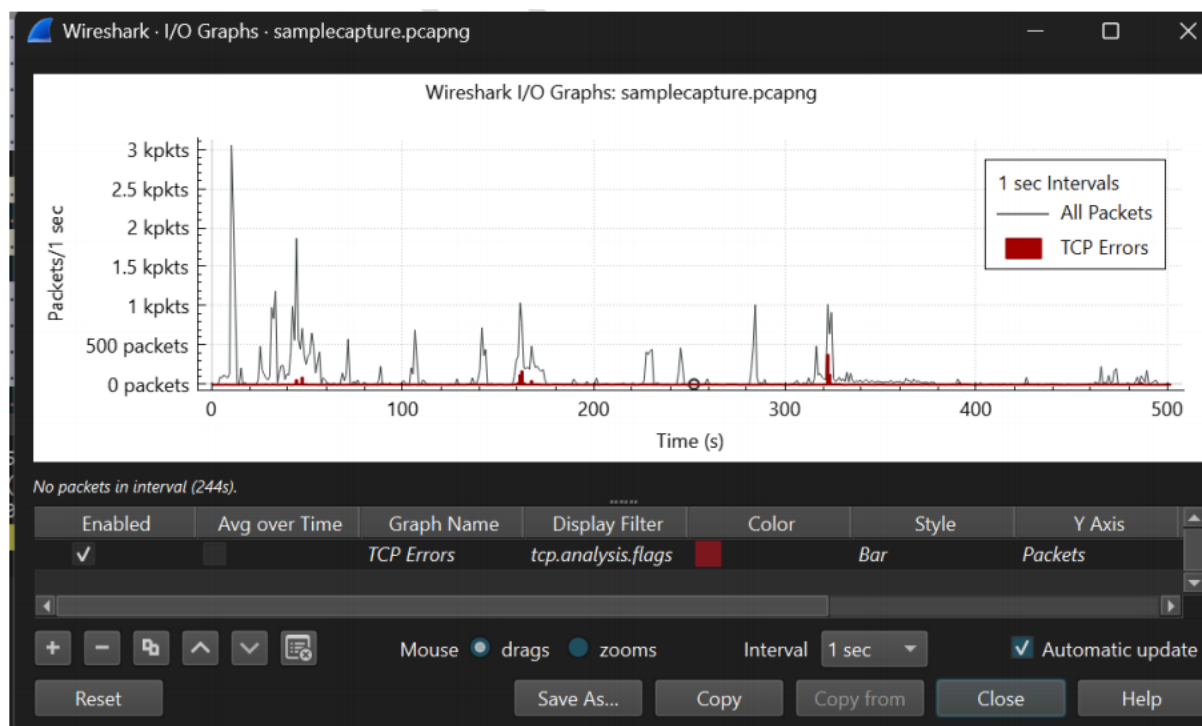 Wireshark · I/O Graphs · samplecapture.pcapng
Wireshark I/O Graphs: samplecapture.pcapng
Packets/1 sec
3 kpkts
2.5 kpkts
2 kpkts
1.5 kpkts
1 kpkts
500 packets
0 packets
1 sec Intervals
All Packets
TCP Errors
0 100 200 300 400 500
Time (s)
No packets in interval (244s).
Enabled Avg over Time Graph Name Display Filter Color Style Y Axis
TCP Errors tcp.analysis.flags Bar Packets
Mouse drags zooms Interval 1 sec Automatic update
Reset Save As... Copy Copy from Close Help